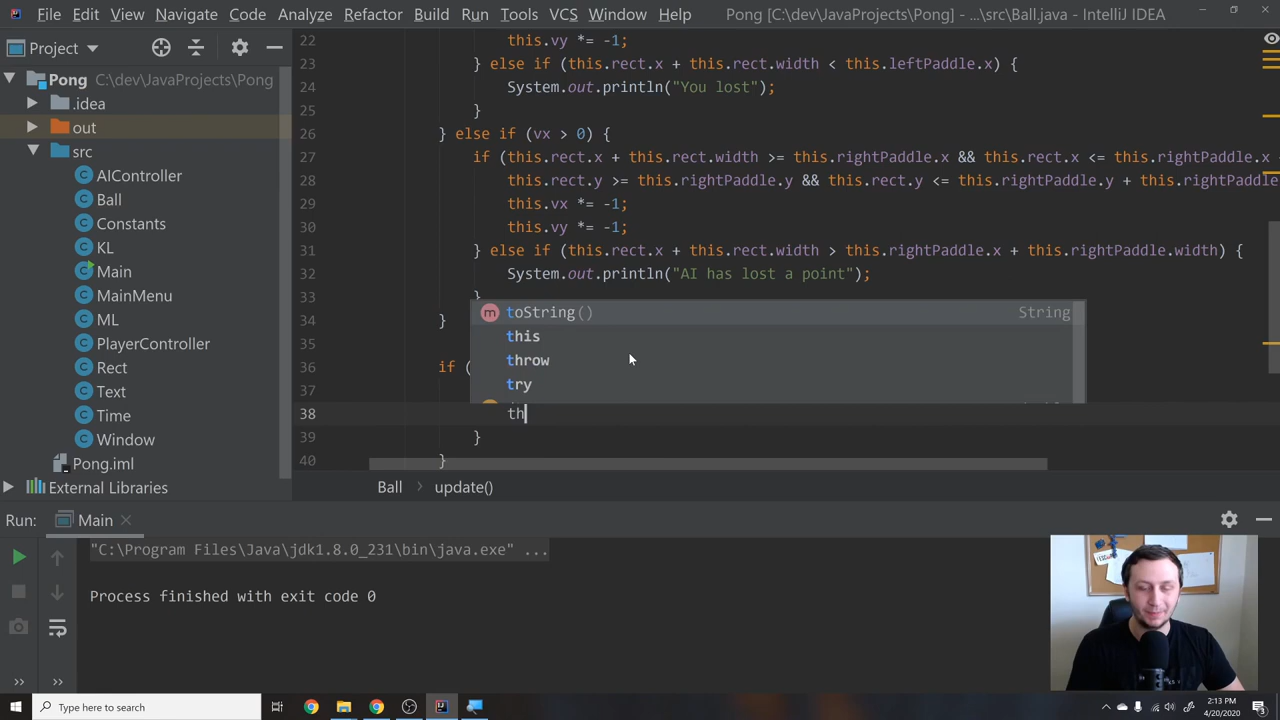 File Edit View Navigate Code Analyze Refactor Build Run Tools VCS Window Help Pong [C:\dev\JavaProjects\Pong] - ...\src\Ball.java - IntelliJ IDEA
Project
Pong C:\dev\JavaProjects\Pong
.idea
out
src
AIController
Ball
Constants
KL
Main
MainMenu
ML
PlayerController
Rect
Text
Time
Window
Pong.iml
External Libraries
22 this.vy *= -1;
23 } else if (this.rect.x + this.rect.width < this.leftPaddle.x) {
24 System.out.println("You lost");
25 }
26 } else if (vx > 0) {
27 if (this.rect.x + this.rect.width >= this.rightPaddle.x && this.rect.x <= this.rightPaddle.x
28 this.rect.y >= this.rightPaddle.y && this.rect.y <= this.rightPaddle.y + this.rightPaddle
29 this.vx *= -1;
30 this.vy *= -1;
31 } else if (this.rect.x + this.rect.width > this.rightPaddle.x + this.rightPaddle.width) {
32 System.out.println("AI has lost a point");
33 }
34 }
35
36 if (
37
38 th
39 }
40 }
toString() String
this
throw
try
Ball update()
Run: Main
"C:\Program Files\Java\jdk1.8.0_231\bin\java.exe" ...
Process finished with exit code 0
Type here to search
2:13 PM
4/20/2020